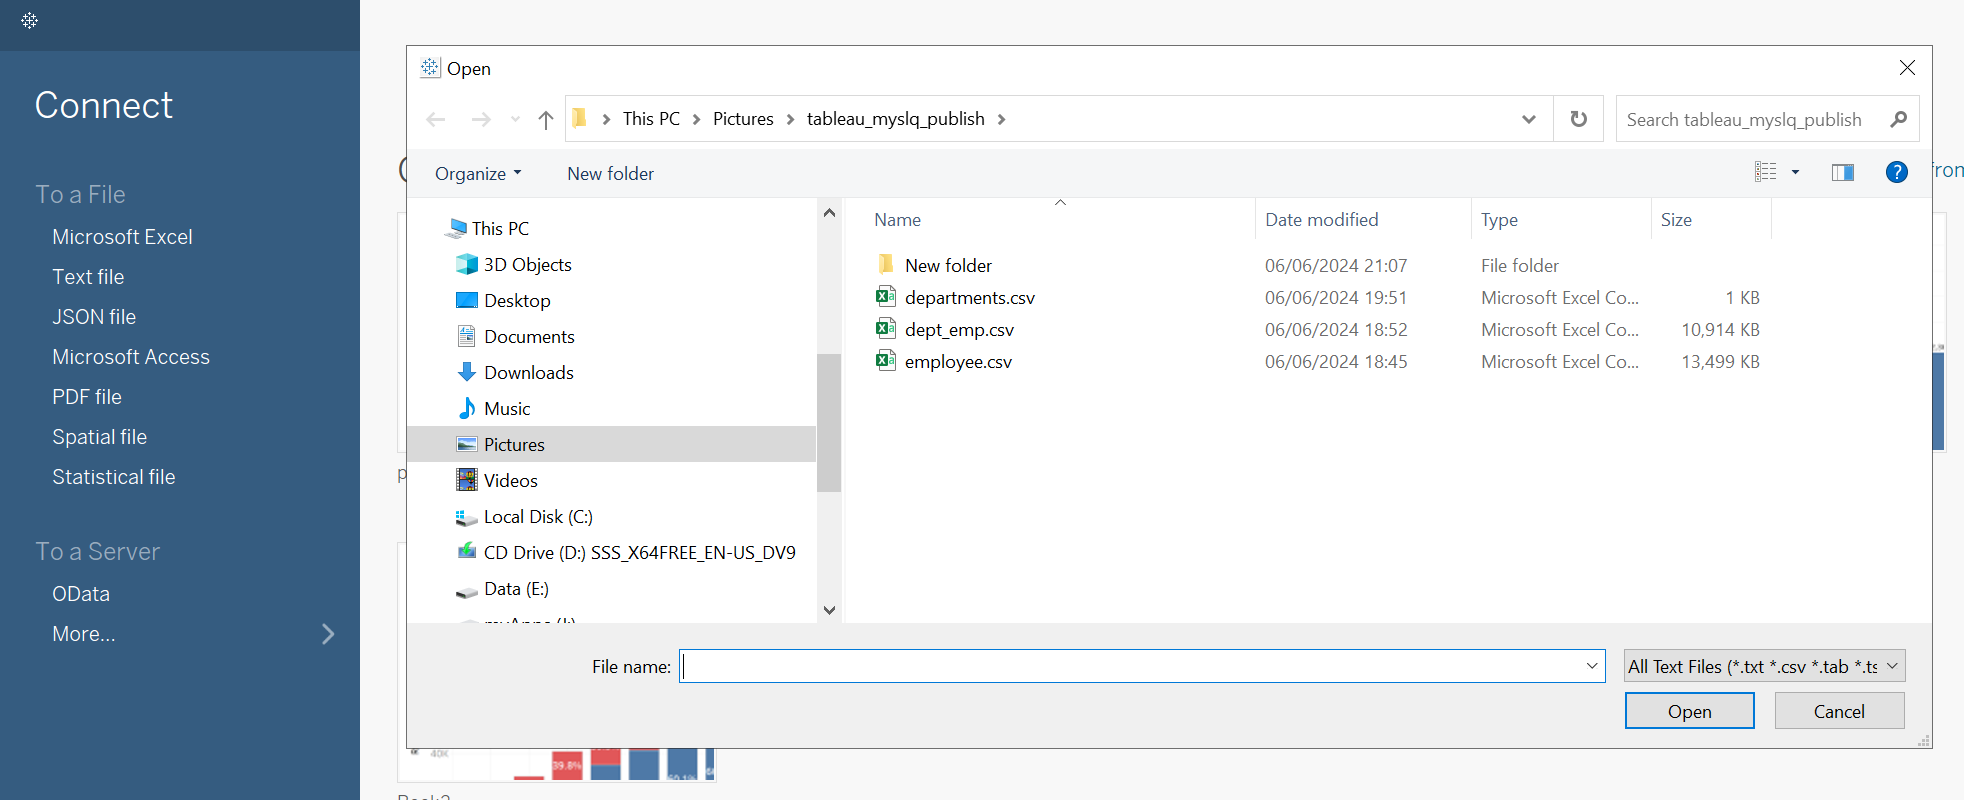 Connect
To a File
Microsoft Excel
Text file
JSON file
Microsoft Access
PDF file
Spatial file
Statistical file
To a Server
OData
More...
Open
This PC > Pictures > tableau_myslq_publish >
Search tableau_myslq_publish
Organize
New folder
This PC
3D Objects
Desktop
Documents
Downloads
Music
Pictures
Videos
Local Disk (C:)
CD Drive (D:) SSS_X64FREE_EN-US_DV9
Data (E:)
Name Date modified Type Size
New folder 06/06/2024 21:07 File folder
departments.csv 06/06/2024 19:51 Microsoft Excel Co... 1 KB
dept_emp.csv 06/06/2024 18:52 Microsoft Excel Co... 10,914 KB
employee.csv 06/06/2024 18:45 Microsoft Excel Co... 13,499 KB
File name:
All Text Files (*.txt *.csv *.tab *.ts
Open
Cancel
40K
39.8%